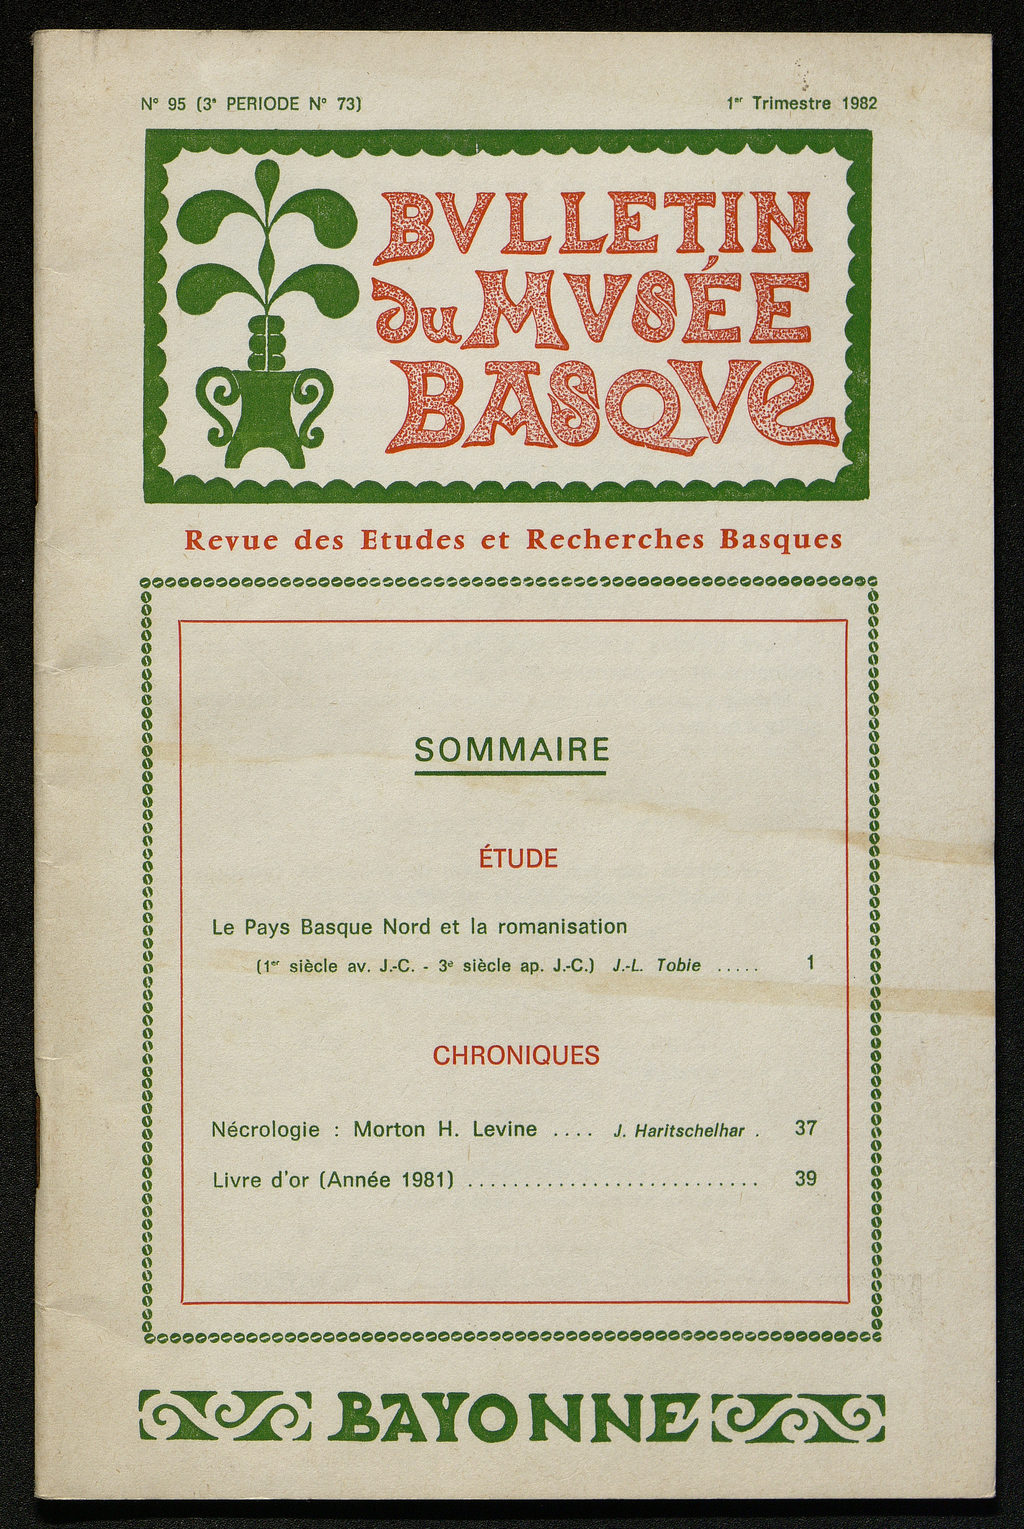 N° 95 (3e PERIODE N° 73)
1er Trimestre 1982
BVLLETIN
du MVSÉE
BASQVe
Revue des Etudes et Recherches Basques
SOMMAIRE
ÉTUDE
Le Pays Basque Nord et la romanisation
(1er siècle av. J.-C. - 3e siècle ap. J.-C.) J.-L. Tobie ..... 1
CHRONIQUES
Nécrologie : Morton H. Levine .... J. Haritschelhar . 37
Livre d'or (Année 1981) .......................... 39
BAYONNE